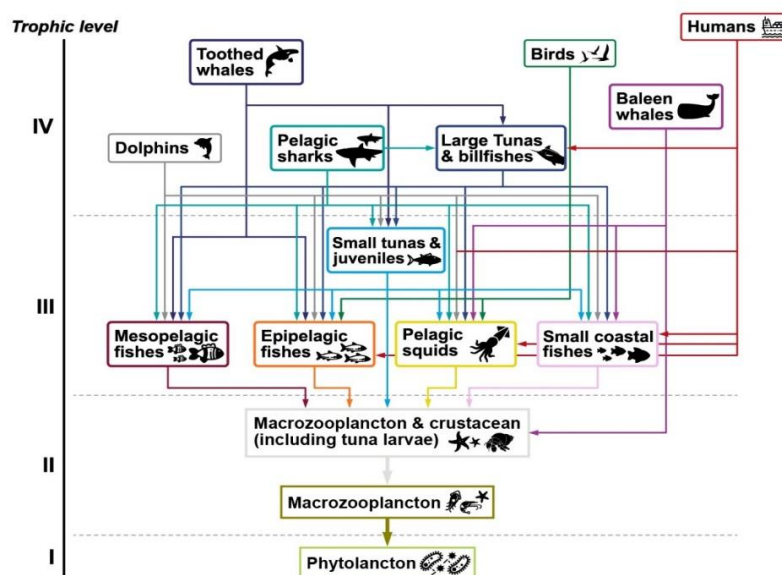 Trophic level
Humans
Toothed
whales
Birds
Baleen
whales
IV
Dolphins
Pelagic
sharks
Large Tunas
& billfishes
Small tunas &
juveniles
III
Mesopelagic
fishes
Epipelagic
fishes
Pelagic
squids
Small coastal
fishes
Macrozooplancton & crustacean
(including tuna larvae)
II
Macrozooplancton
I
Phytolancton